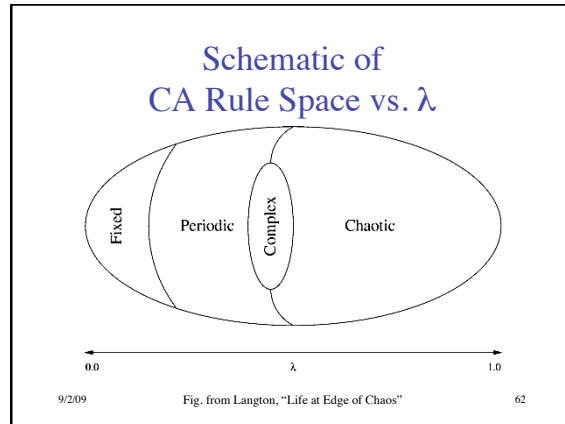 Schematic of
CA Rule Space vs. λ
Fixed
Periodic
Complex
Chaotic
0.0 λ 1.0
9/2/09 Fig. from Langton, “Life at Edge of Chaos” 62